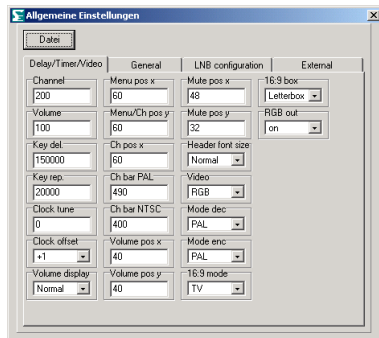 Allgemeine Einstellungen
Datei
Delay/Timer/Video General LNB configuration External
Channel Menu pos x Mute pos x 16:9 box
200 60 48 Letterbox
Volume Menu/Ch pos y Mute pos y RGB out
100 60 32 on
Key del. Ch pos x Header font size
150000 60 Normal
Key rep. Ch bar PAL Video
20000 490 RGB
Clock tune Ch bar NTSC Mode dec
0 400 PAL
Clock offset Volume pos x Mode enc
+1 40 PAL
Volume display Volume pos y 16:9 mode
Normal 40 TV